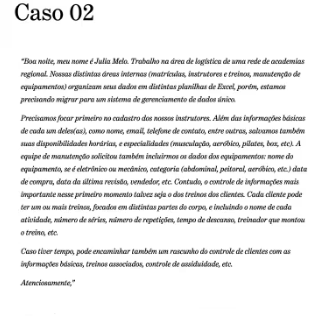 Caso 02
"Boa noite, meu nome é Julia Melo. Trabalho na área de logística de uma rede de academias
regional. Nossas distintas áreas internas (matrículas, instrutores e treinos, manutenção de
equipamentos) organizam seus dados em distintas planilhas de Excel, porém, estamos
precisando migrar para um sistema de gerenciamento de dados único.
Precisamos focar primeiro no cadastro dos nossos instrutores. Além das informações básicas
de cada um deles(as), como nome, email, telefone de contato, entre outras, salvamos também
suas disponibilidades horárias, e especialidades (musculação, aeróbico, pilates, box, etc). A
equipe de manutenção solicitou também incluirmos os dados dos equipamentos: nome do
equipamento, se é eletrônico ou mecânico, categoria (abdominal, peitoral, aeróbico, etc.) data
de compra, data da última revisão, vendedor, etc. Contudo, o controle de informações mais
importante nesse primeiro momento talvez seja o dos treinos dos clientes. Cada cliente pode
ter um ou mais treinos, focados em distintas partes do corpo, e incluindo o nome de cada
atividade, número de séries, número de repetições, tempo de descanso, treinador que montou
o treino, etc.
Caso tiver tempo, pode encaminhar também um rascunho do controle de clientes com as
informações básicas, treinos associados, controle de assiduidade, etc.
Atenciosamente,"